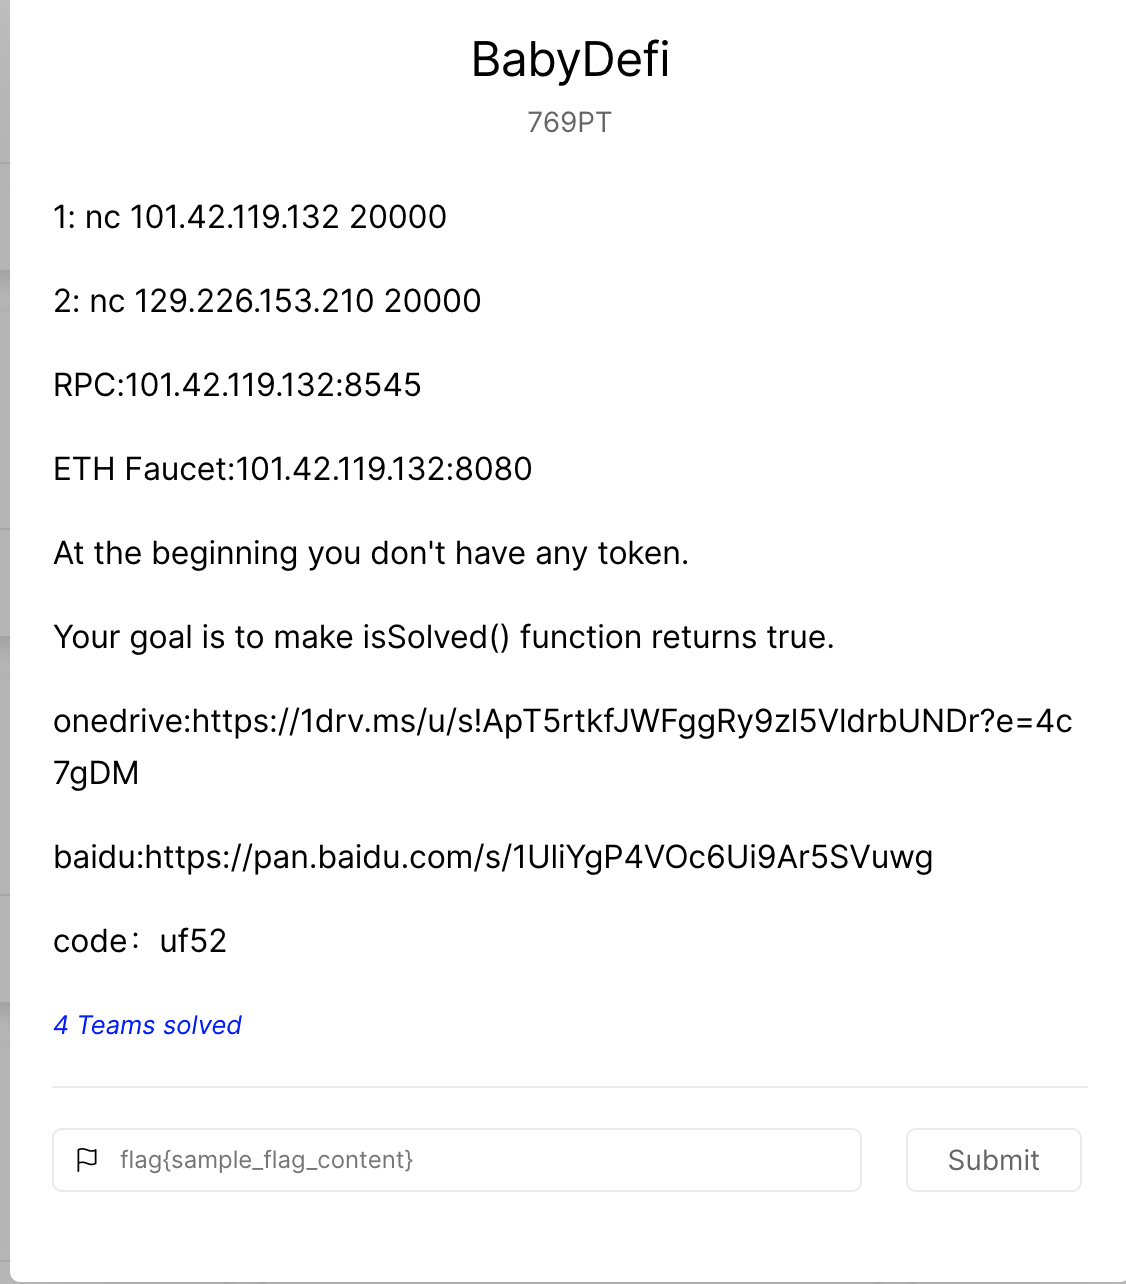 BabyDefi
769PT
1: nc 101.42.119.132 20000
2: nc 129.226.153.210 20000
RPC:101.42.119.132:8545
ETH Faucet:101.42.119.132:8080
At the beginning you don't have any token.
Your goal is to make isSolved() function returns true.
onedrive:https://1drv.ms/u/s!ApT5rtkfJWFggRy9zl5VldrbUNDr?e=4c
7gDM
baidu:https://pan.baidu.com/s/1UliYgP4VOc6Ui9Ar5SVuwg
code：uf52
4 Teams solved
flag{sample_flag_content}
Submit